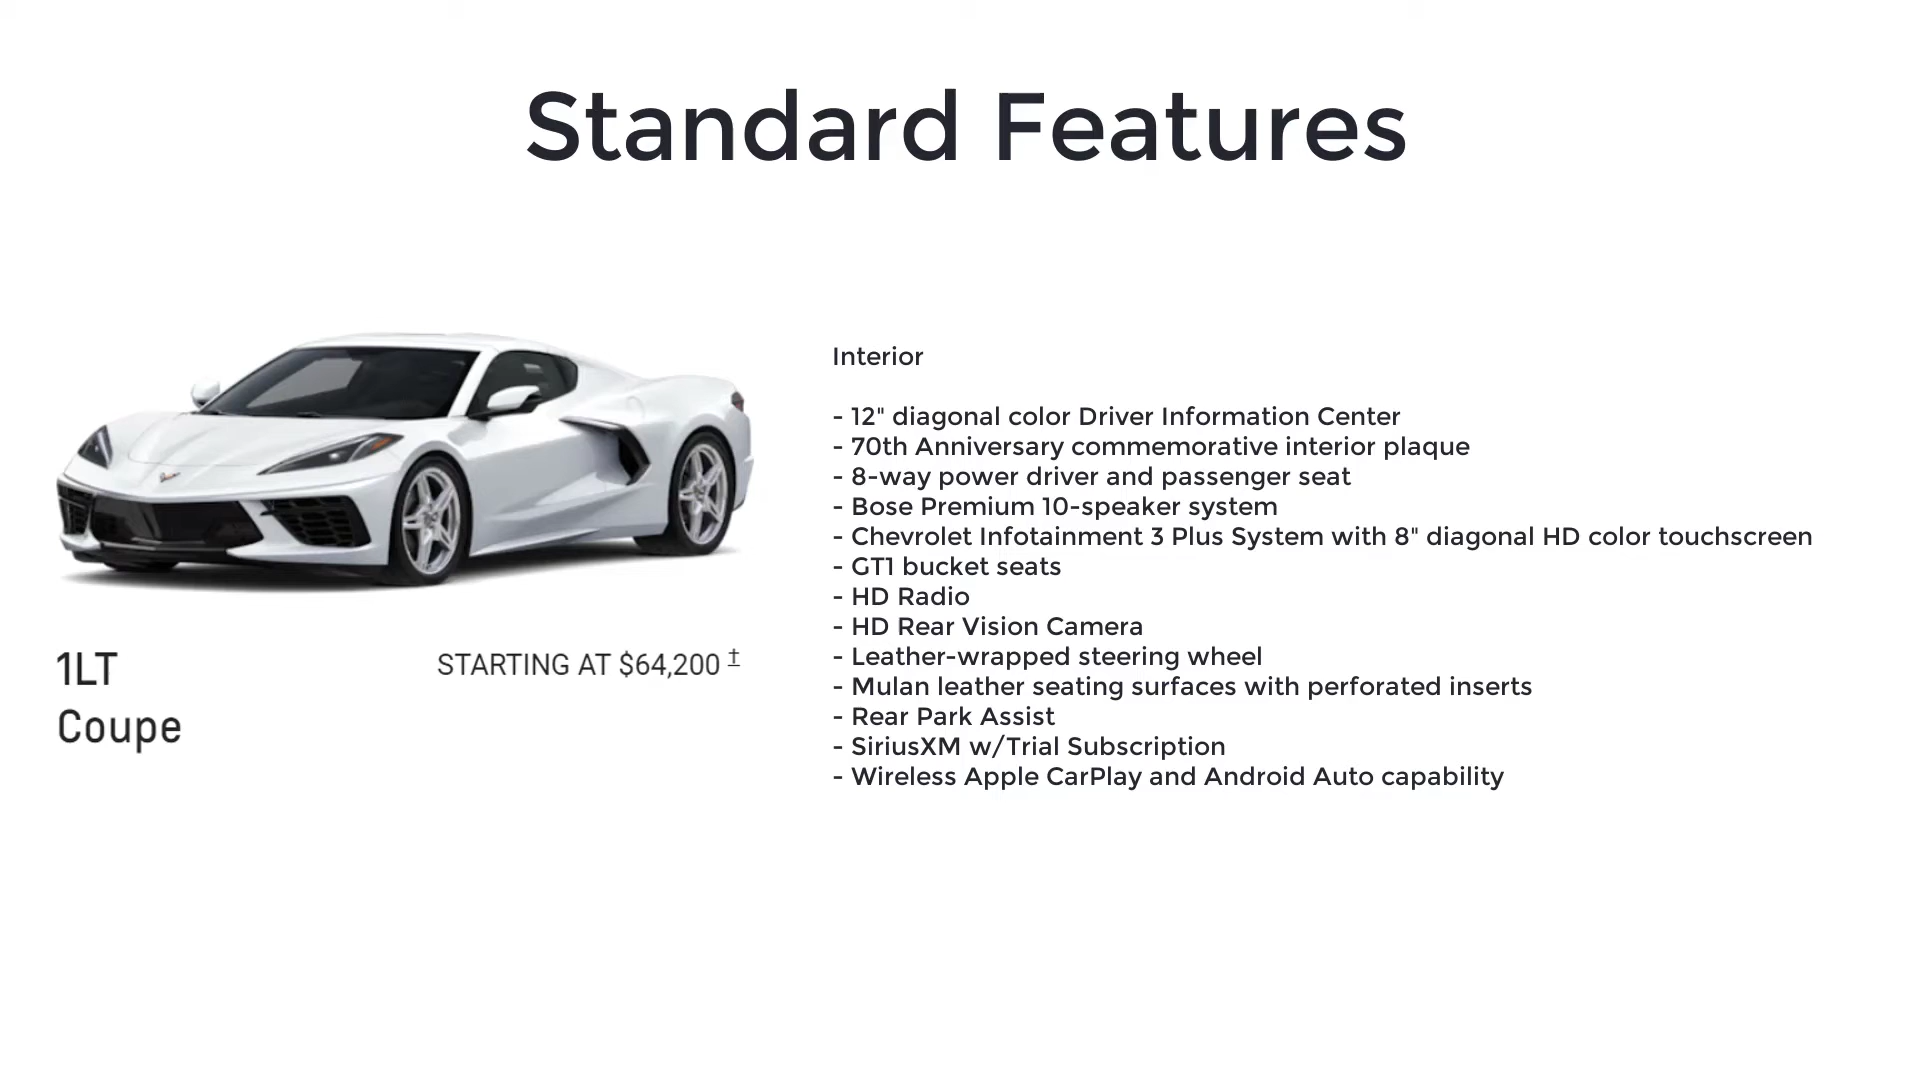 Standard Features
1LT
Coupe
STARTING AT $64,200 ‡
Interior
- 12" diagonal color Driver Information Center
- 70th Anniversary commemorative interior plaque
- 8-way power driver and passenger seat
- Bose Premium 10-speaker system
- Chevrolet Infotainment 3 Plus System with 8" diagonal HD color touchscreen
- GT1 bucket seats
- HD Radio
- HD Rear Vision Camera
- Leather-wrapped steering wheel
- Mulan leather seating surfaces with perforated inserts
- Rear Park Assist
- SiriusXM w/Trial Subscription
- Wireless Apple CarPlay and Android Auto capability